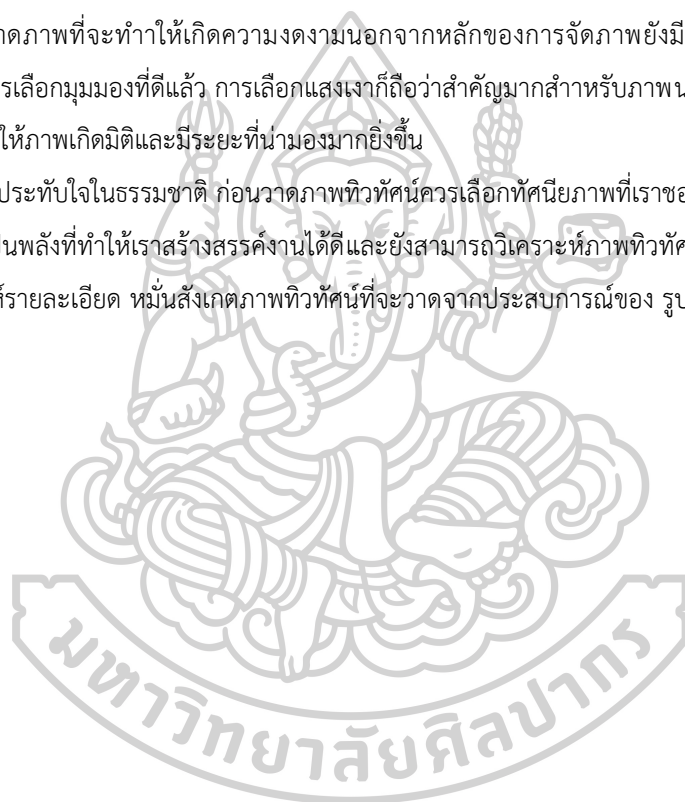 าดภาพที่จะทำาให้เกิดความงดงามนอกจากหลักของการจัดภาพยังมี
รเลือกมุมมองที่ดีแล้ว การเลือกแสงเงาก็ถือว่าสำคัญมากสำาหรับภาพน
ให้ภาพเกิดมิติและมีระยะที่น่ามองมากยิ่งขึ้น
ประทับใจในธรรมชาติ ก่อนวาดภาพทิวทัศน์ควรเลือกทัศนียภาพที่เราชอ
ป็นพลังที่ทำให้เราสร้างสรรค์งานได้ดีและยังสามารถวิเคราะห์ภาพทิวทัศ
ห์รายละเอียด หมั่นสังเกตภาพทิวทัศน์ที่จะวาดจากประสบการณ์ของ รูป
มหาวิทยาลัยศิลปากร